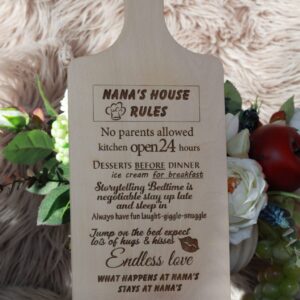 NANA'S HOUSE
RULES
No parents allowed
kitchen open 24 hours
DESSERTS BEFORE DINNER
ice cream for breakfast
Storytelling Bedtime is
negotiable stay up late
and sleep in
Always have fun laught-giggle-snuggle
Jump on the bed expect
lots of hugs & kisses
Endless love
WHAT HAPPENS AT NANA'S
STAYS AT NANA'S